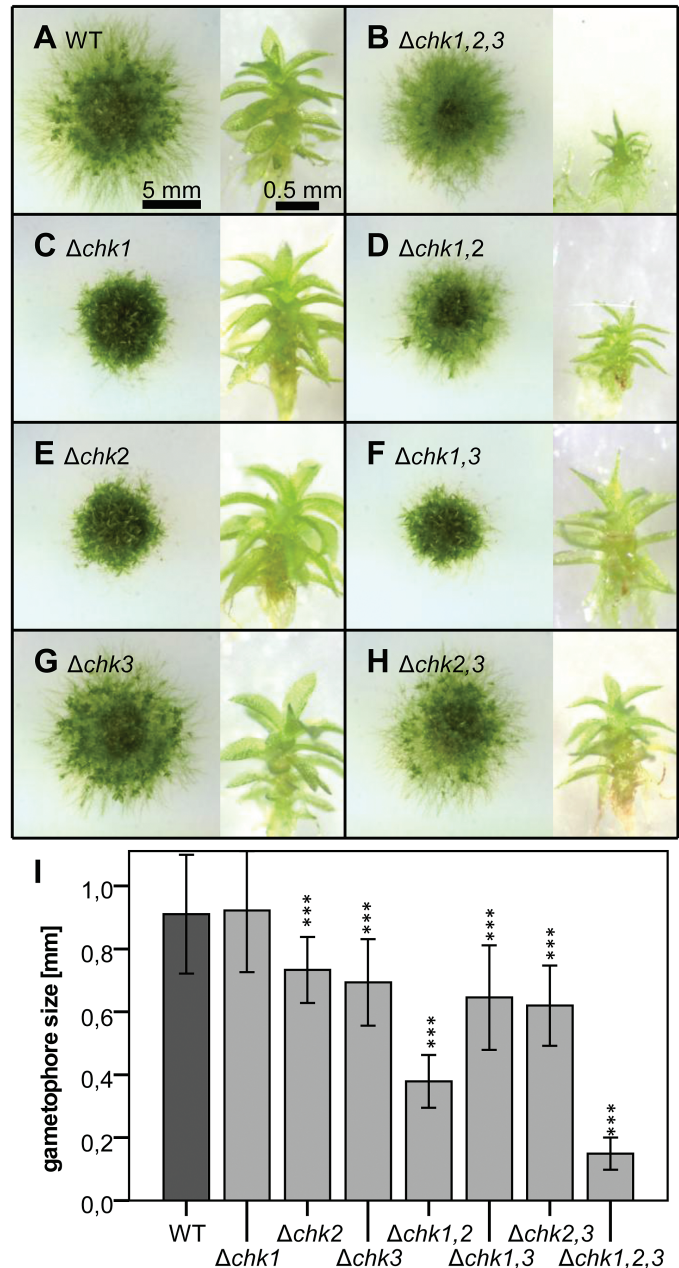 A WT
B Δchk1,2,3
5 mm
0.5 mm
C Δchk1
D Δchk1,2
E Δchk2
F Δchk1,3
G Δchk3
H Δchk2,3
I
gametophore size [mm]
1,0
0,8
0,6
0,4
0,2
0,0
***
***
***
***
***
***
WT
Δchk1
Δchk2
Δchk3
Δchk1,2
Δchk1,3
Δchk2,3
Δchk1,2,3